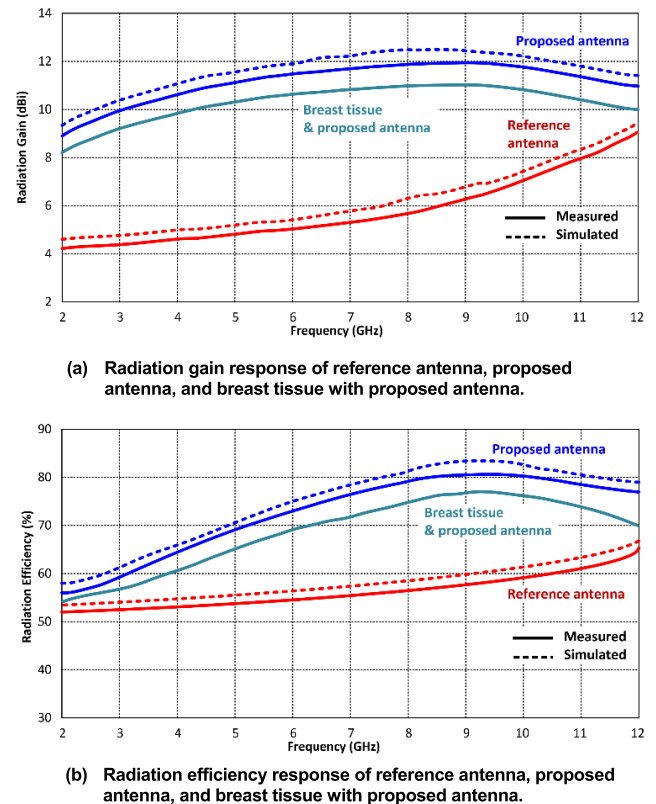 14
12
10
8
6
4
2
Radiation Gain (dBi)
Proposed antenna
Breast tissue
& proposed antenna
Reference
antenna
Measured
Simulated
2 3 4 5 6 7 8 9 10 11 12
Frequency (GHz)
(a) Radiation gain response of reference antenna, proposed
antenna, and breast tissue with proposed antenna.
90
80
70
60
50
40
30
Radiation Efficiency (%)
Proposed antenna
Breast tissue
& proposed antenna
Reference antenna
Measured
Simulated
2 3 4 5 6 7 8 9 10 11 12
Frequency (GHz)
(b) Radiation efficiency response of reference antenna, proposed
antenna, and breast tissue with proposed antenna.